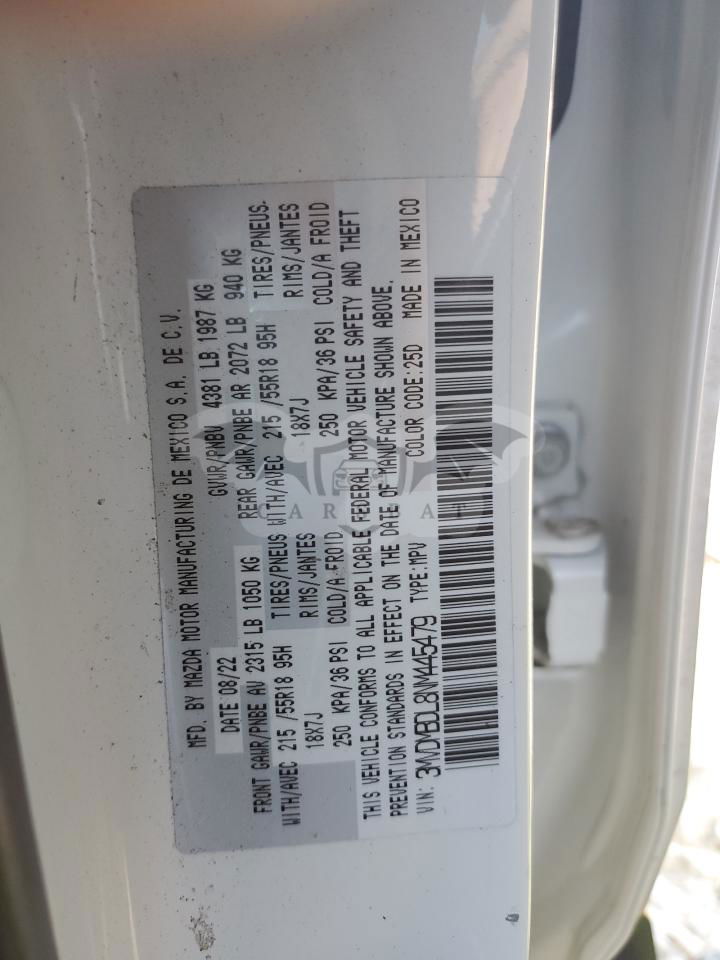 MFD. BY MAZDA MOTOR MANUFACTURING DE MEXICO S.A. DE C.V.
DATE 08/22 GVWR/PNBV 4381 LB 1987 KG
FRONT GAWR/PNBE AV 2315 LB 1050 KG REAR GAWR/PNBE AR 2072 LB 940 KG
WITH/AVEC 215 /55R18 95H TIRES/PNEUS WITH/AVEC 215 /55R18 95H TIRES/PNEUS.
18X7J RIMS/JANTES 18X7J RIMS/JANTES
250 KPA/36 PSI COLD/A FROID 250 KPA/36 PSI COLD/A FROID
THIS VEHICLE CONFORMS TO ALL APPLICABLE FEDERAL MOTOR VEHICLE SAFETY AND THEFT
PREVENTION STANDARDS IN EFFECT ON THE DATE OF MANUFACTURE SHOWN ABOVE.
VIN: 3MVDMBDL8NM445479 TYPE:MPV COLOR CODE:25D MADE IN MEXICO